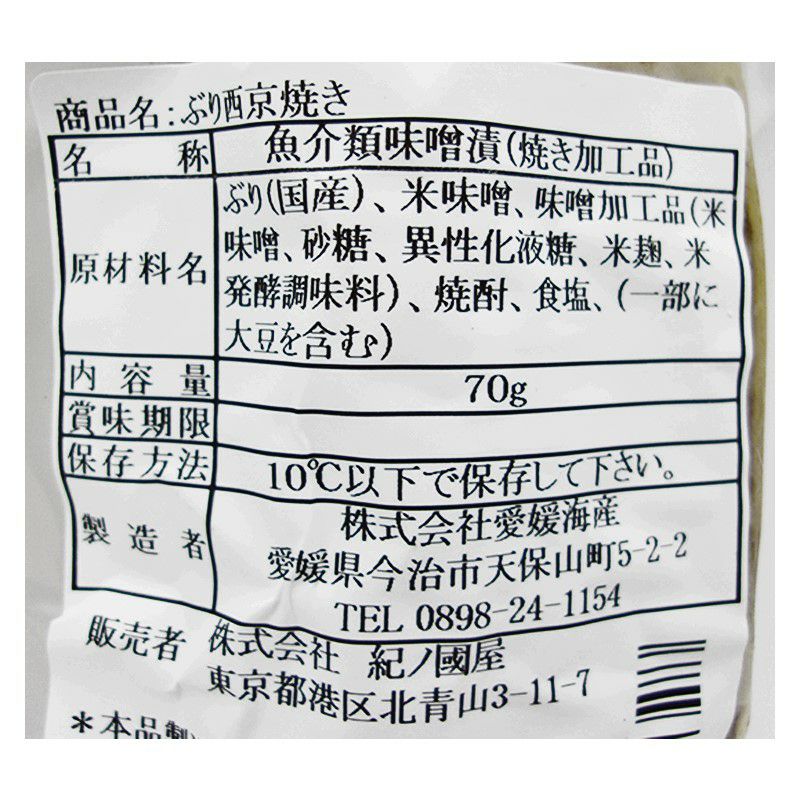 商品名：ぶり西京焼き
名称 魚介類味噌漬（焼き加工品）
原材料名 ぶり（国産）、米味噌、味噌加工品（米
味噌、砂糖、異性化液糖、米麹、米
発酵調味料）、焼酎、食塩、（一部に
大豆を含む）
内容量 70g
賞味期限
保存方法 10℃以下で保存して下さい。
製造者 株式会社愛媛海産
愛媛県今治市天保山町5-2-2
TEL 0898-24-1154
販売者 株式会社 紀ノ國屋
東京都港区北青山3-11-7
＊本品製